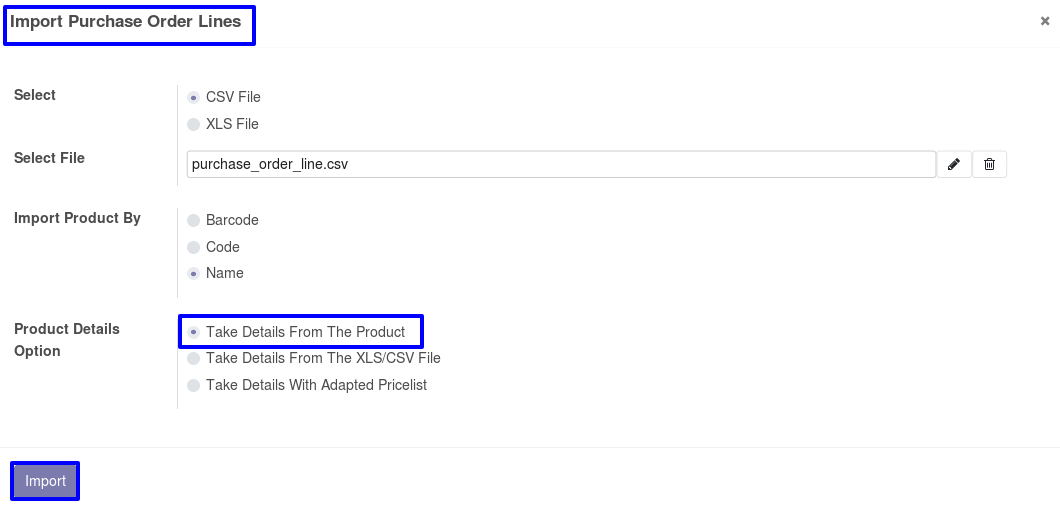 Import Purchase Order Lines
Select
CSV File
XLS File
Select File
purchase_order_line.csv
Import Product By
Barcode
Code
Name
Product Details
Option
Take Details From The Product
Take Details From The XLS/CSV File
Take Details With Adapted Pricelist
Import